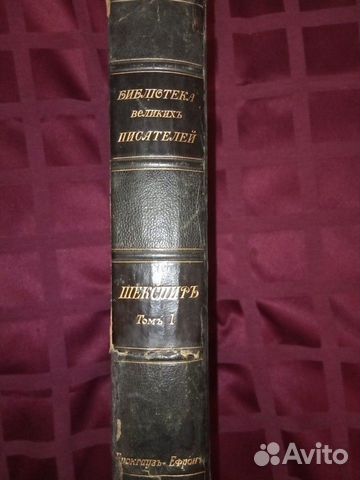 БИБЛІОТЕКА
ВЕЛИКИХЪ
ПИСАТЕЛЕЙ
ШЕКСПИРЪ
Томъ I
Брокгаузъ-Ефронъ
Avito